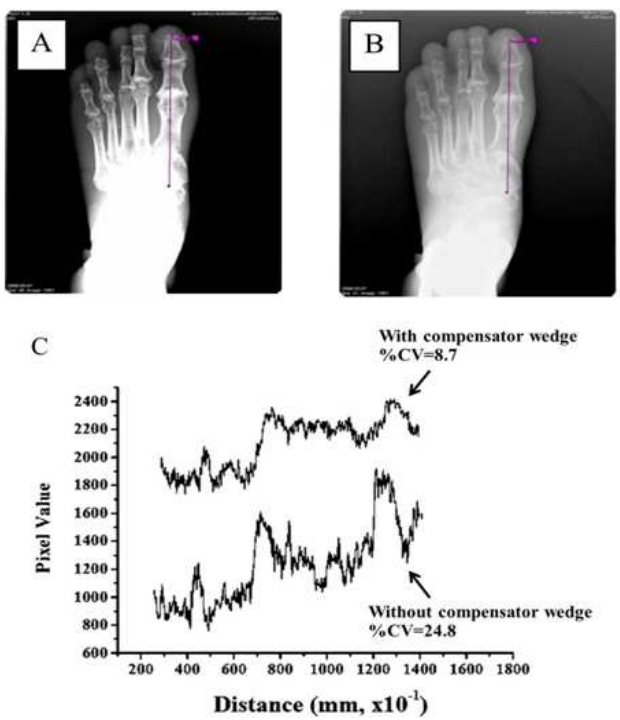 A
B
C
With compensator wedge
%CV=8.7
2400
2200
2000
1800
1600
1400
1200
1000
800
600
Pixel Value
Without compensator wedge
%CV=24.8
200 400 600 800 1000 1200 1400 1600 1800
Distance (mm, x10⁻¹)